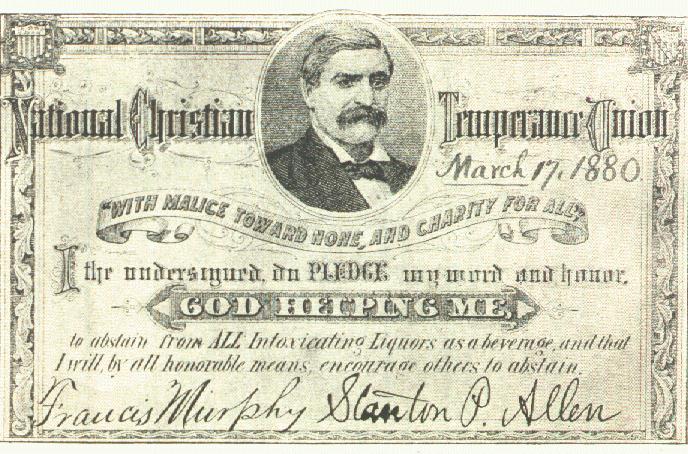 National Christian Temperance Union
March 17, 1880
"WITH MALICE TOWARD NONE, AND CHARITY FOR ALL"
I the undersigned, do PLEDGE my word and honor,
GOD HELPING ME,
to abstain from ALL Intoxicating Liquors as a beverage, and that
I will, by all honorable means, encourage others to abstain.
Francis Murphy Stanton P. Allen